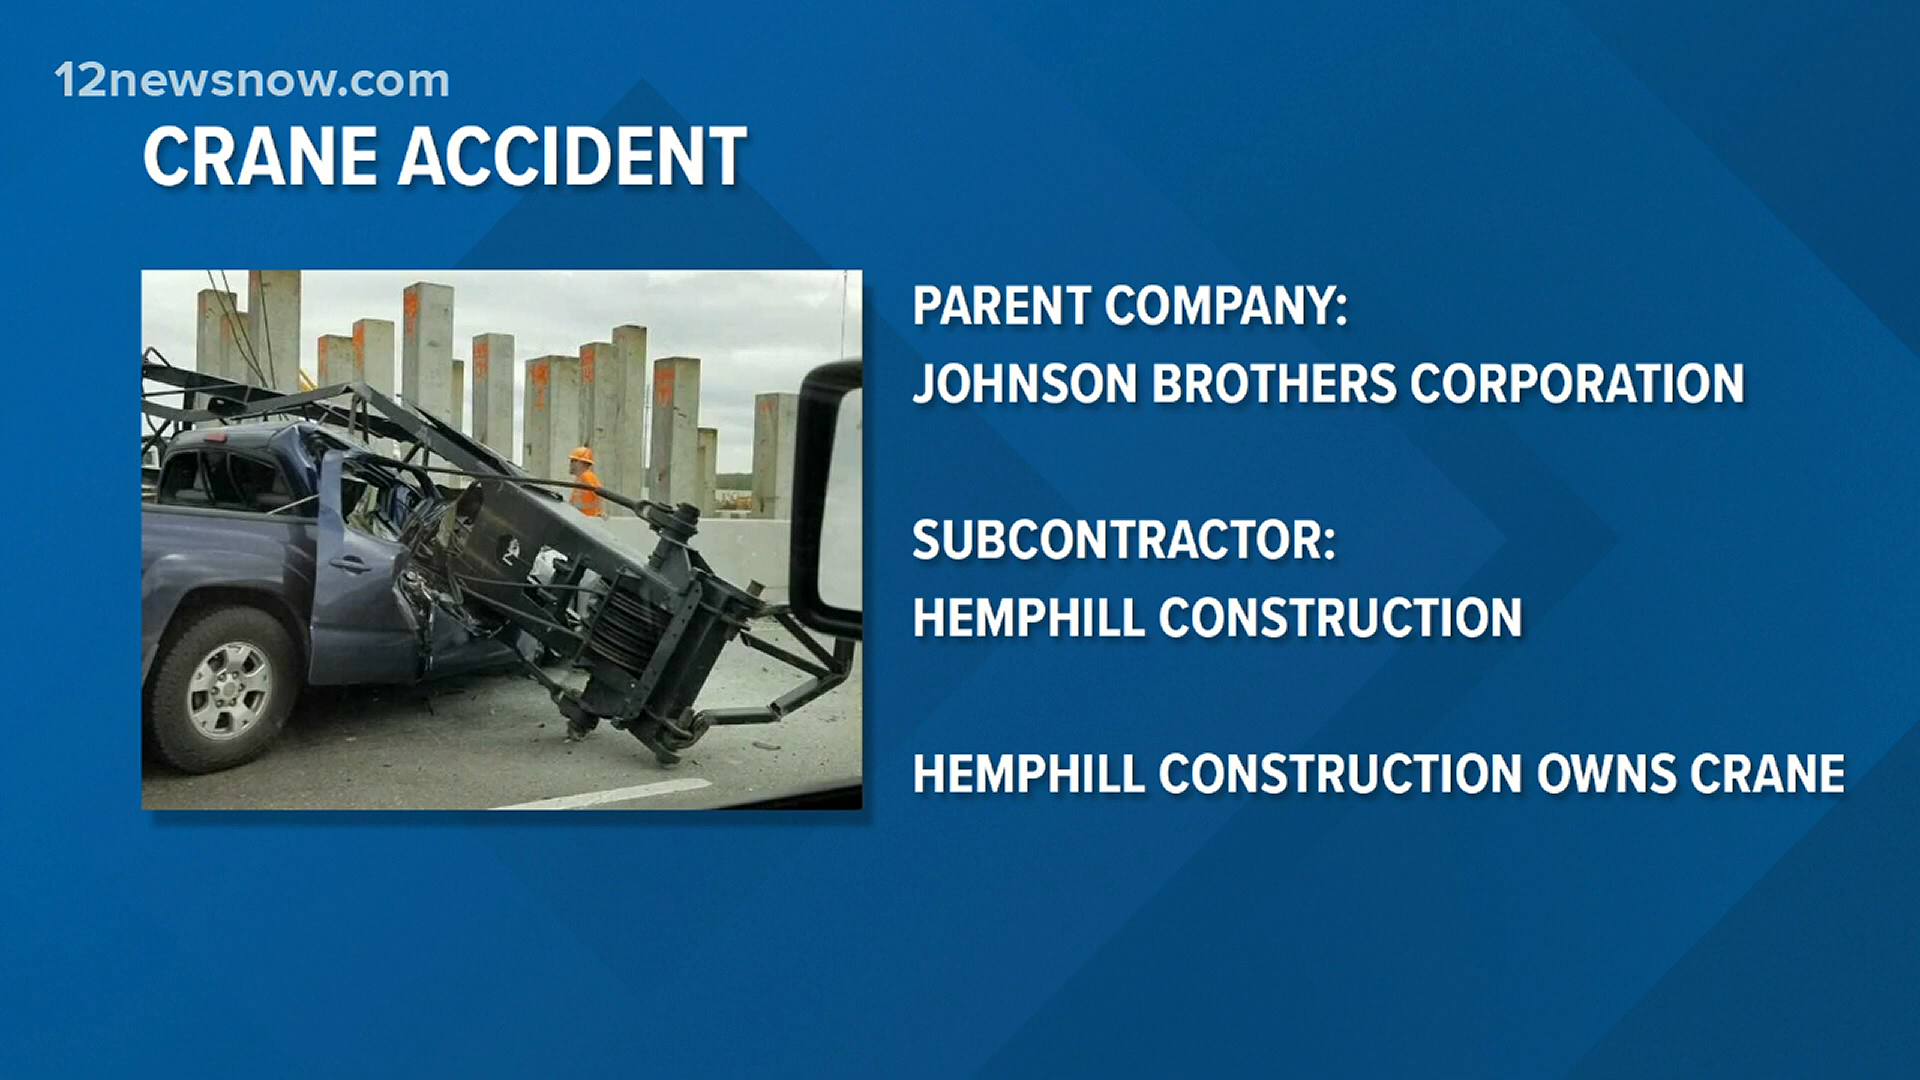 12newsnow.com
CRANE ACCIDENT
PARENT COMPANY:
JOHNSON BROTHERS CORPORATION
SUBCONTRACTOR:
HEMPHILL CONSTRUCTION
HEMPHILL CONSTRUCTION OWNS CRANE